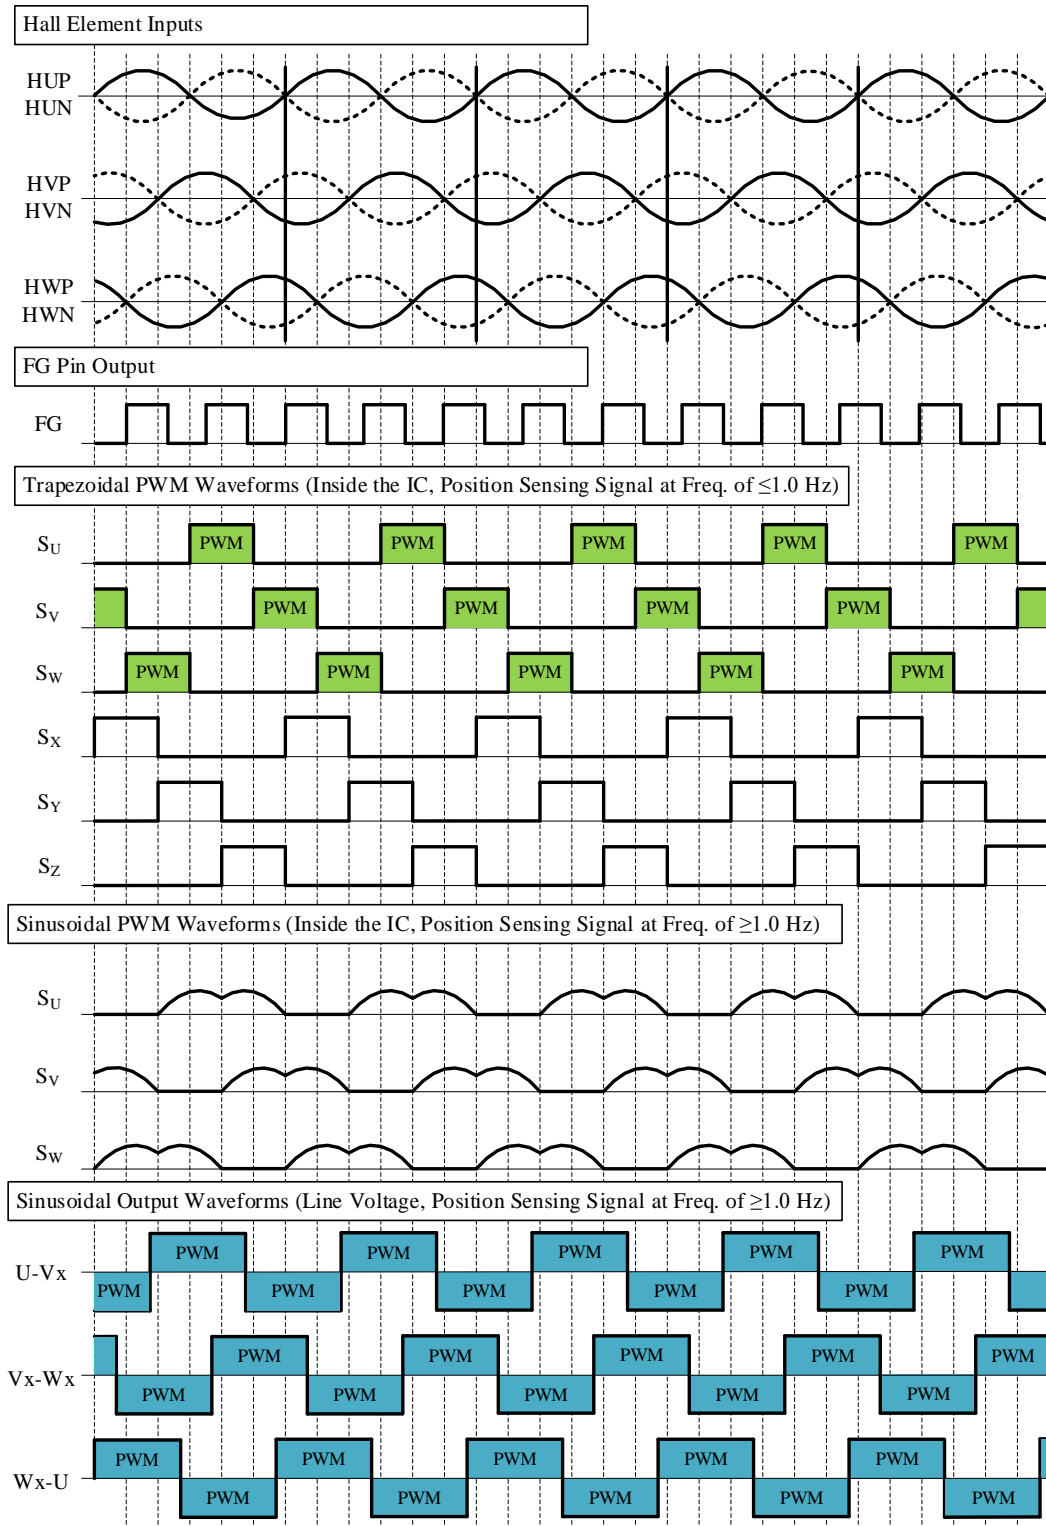 Hall Element Inputs
HUP
HUN
HVP
HVN
HWP
HWN
FG Pin Output
FG
Trapezoidal PWM Waveforms (Inside the IC, Position Sensing Signal at Freq. of ≤1.0 Hz)
SU PWM PWM PWM PWM PWM
SV PWM PWM PWM PWM
SW PWM PWM PWM PWM PWM
SX
SY
SZ
Sinusoidal PWM Waveforms (Inside the IC, Position Sensing Signal at Freq. of ≥1.0 Hz)
SU
SV
SW
Sinusoidal Output Waveforms (Line Voltage, Position Sensing Signal at Freq. of ≥1.0 Hz)
PWM PWM PWM PWM PWM
U-Vx
PWM PWM PWM PWM PWM
PWM PWM PWM PWM PWM
Vx-Wx
PWM PWM PWM PWM PWM
PWM PWM PWM PWM PWM
Wx-U
PWM PWM PWM PWM PWM